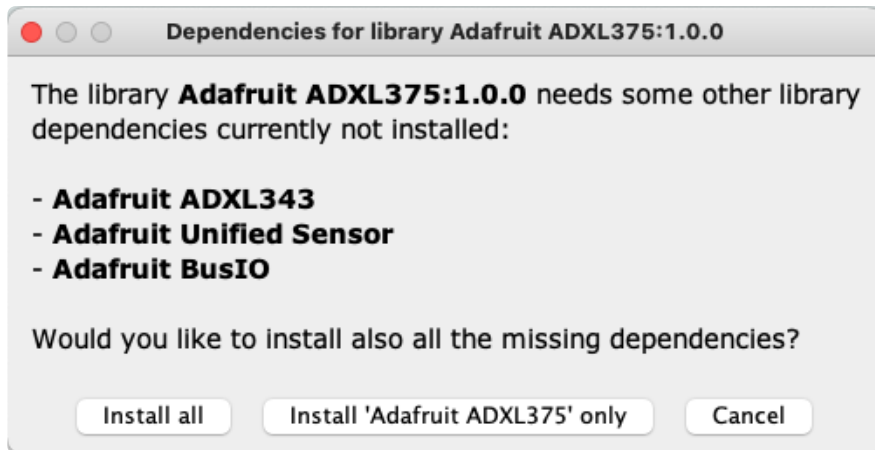 Dependencies for library Adafruit ADXL375:1.0.0
The library Adafruit ADXL375:1.0.0 needs some other library
dependencies currently not installed:
- Adafruit ADXL343
- Adafruit Unified Sensor
- Adafruit BusIO
Would you like to install also all the missing dependencies?
Install all Install 'Adafruit ADXL375' only Cancel